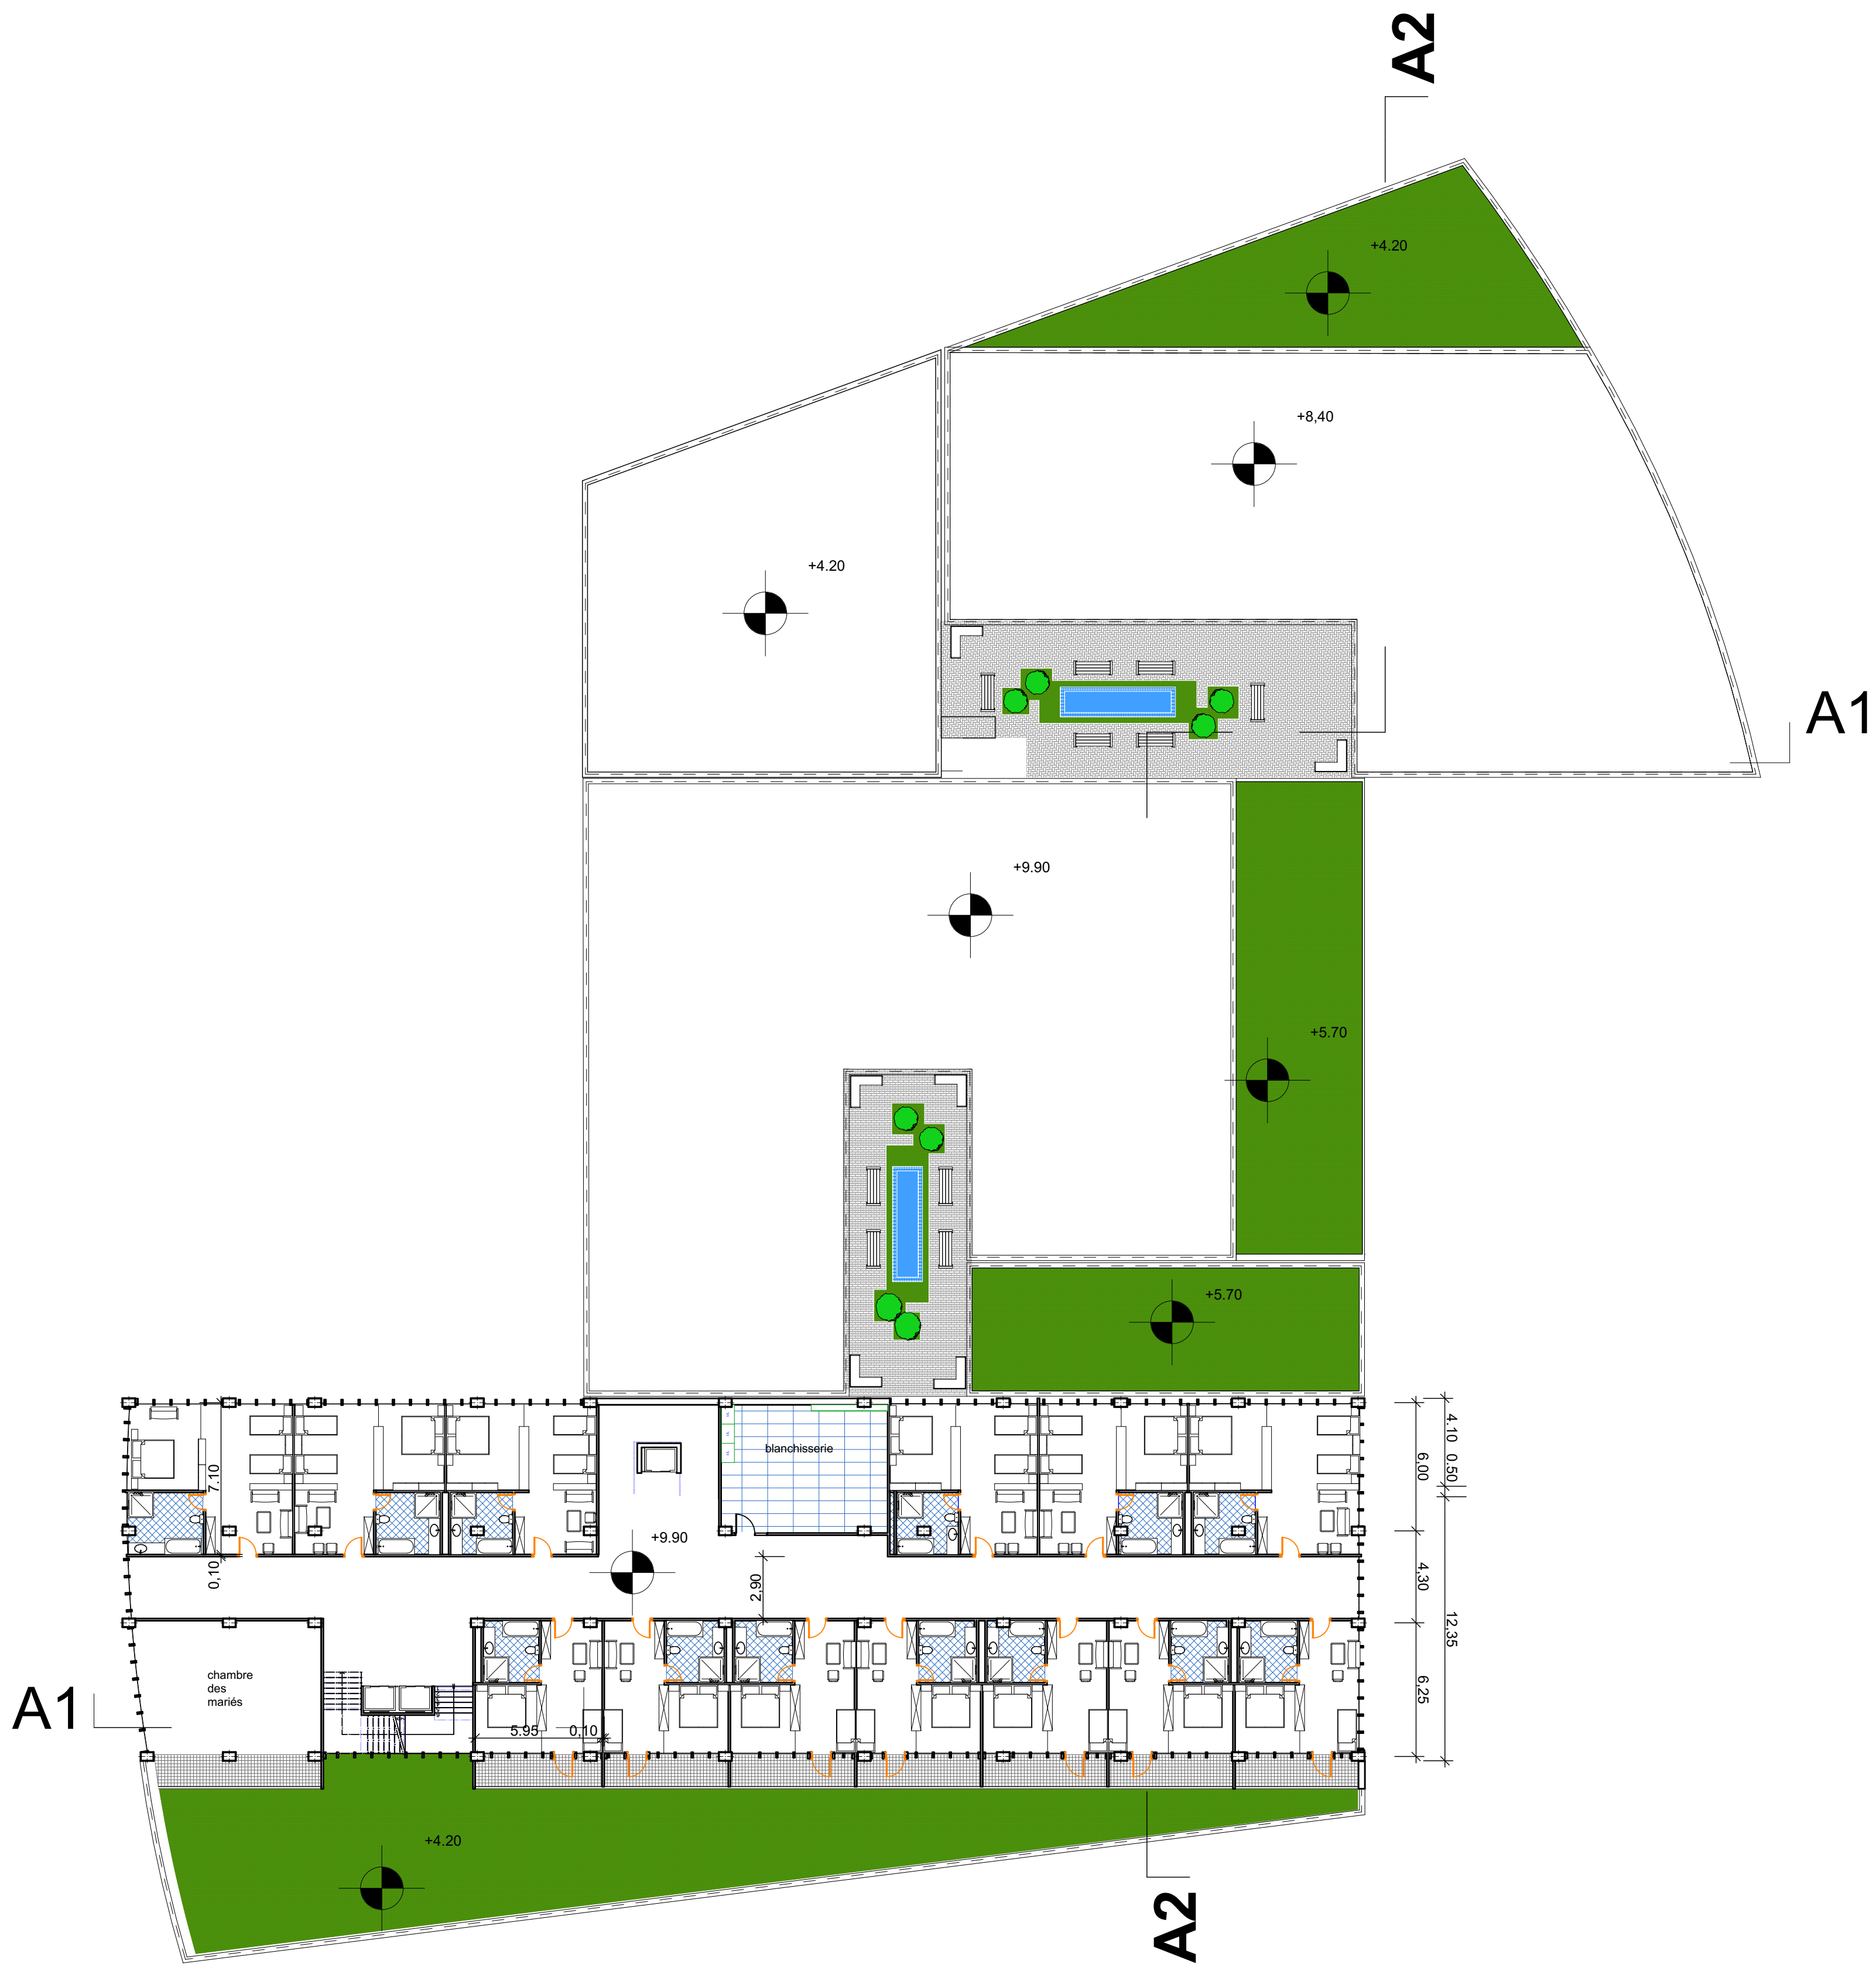 A2
+4.20
+8,40
+4.20
A1
+9.90
+5.70
+5.70
blanchisserie
7.10
0,10
+9.90
2,90
4.10
0.50
6,00
4,30
12,35
6,25
chambre
des
mariés
A1
5.95
0,10
+4.20
A2